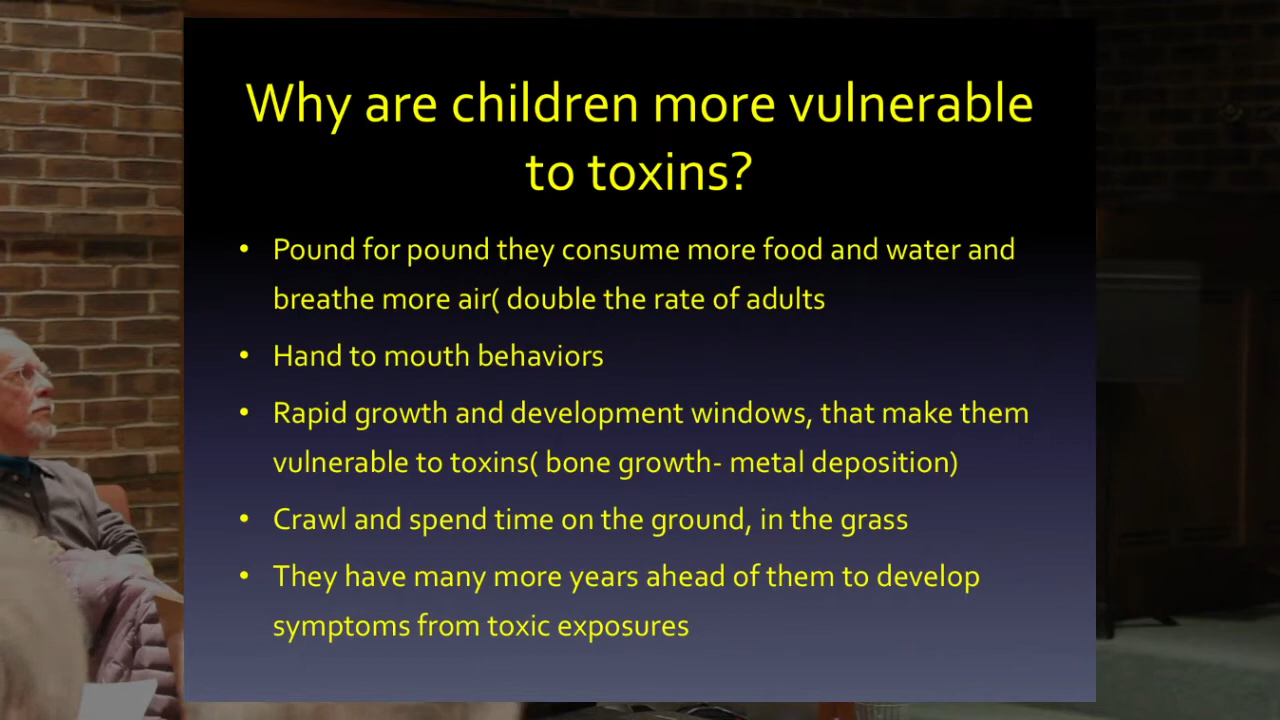 Why are children more vulnerable
to toxins?
• Pound for pound they consume more food and water and
breathe more air( double the rate of adults
• Hand to mouth behaviors
• Rapid growth and development windows, that make them
vulnerable to toxins( bone growth- metal deposition)
• Crawl and spend time on the ground, in the grass
• They have many more years ahead of them to develop
symptoms from toxic exposures